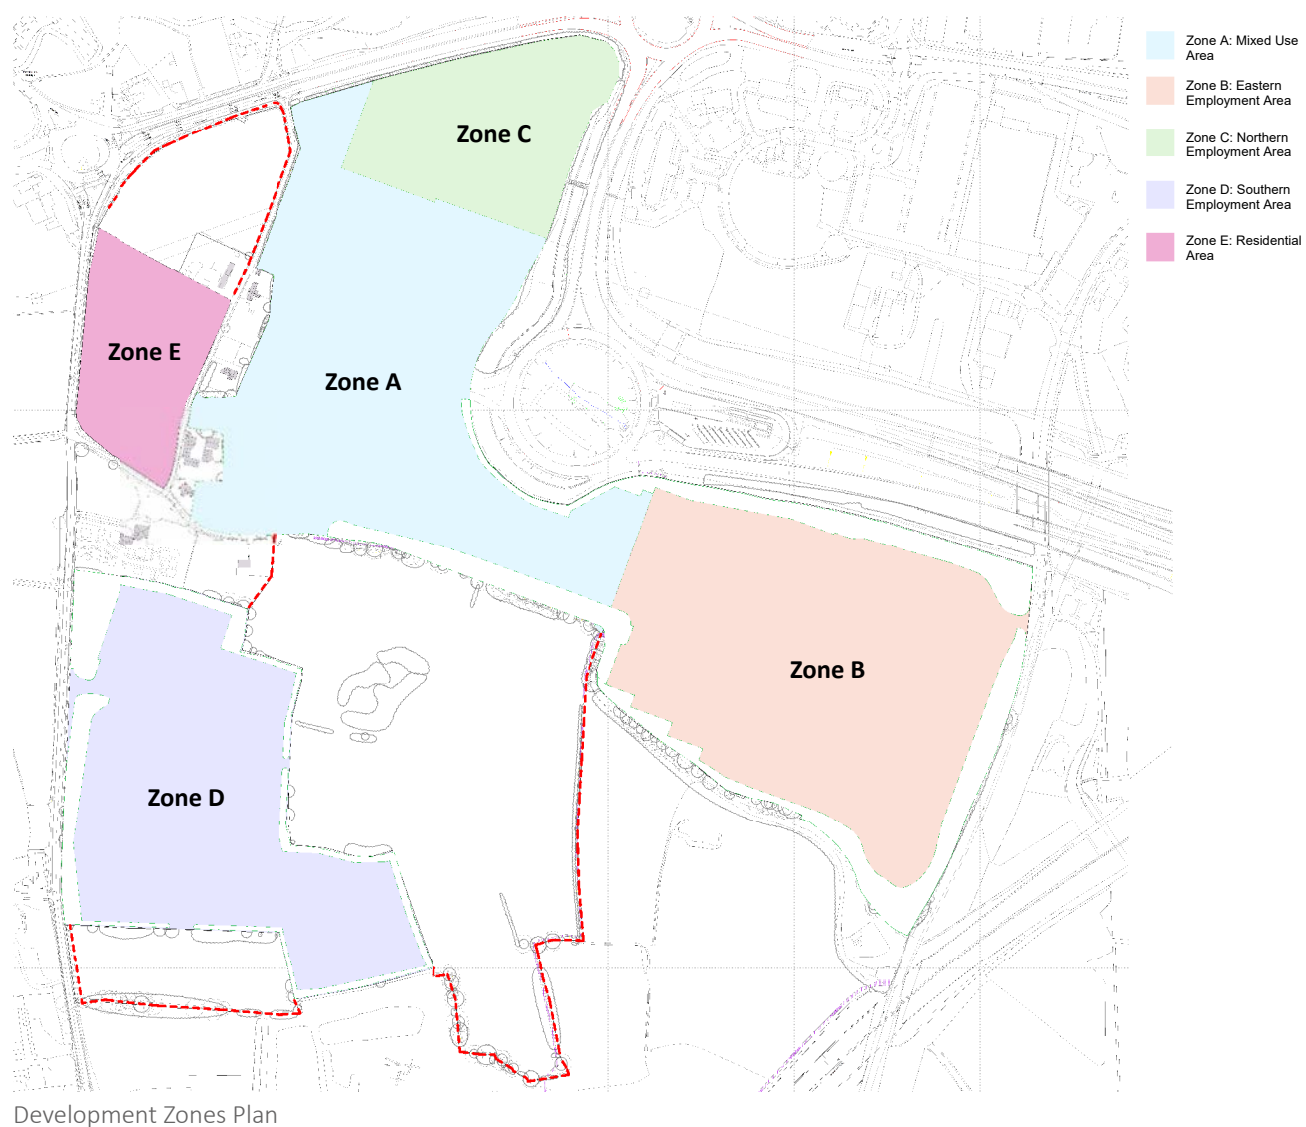 Zone A: Mixed Use
Area
Zone B: Eastern
Employment Area
Zone C: Northern
Employment Area
Zone D: Southern
Employment Area
Zone E: Residential
Area
Zone C
Zone E
Zone A
Zone B
Zone D
Development Zones Plan